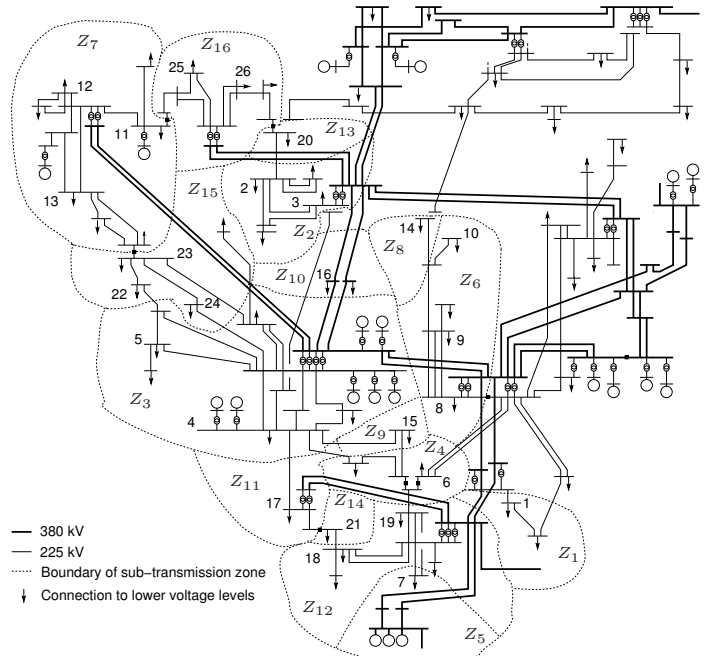 Z7
Z16
25
26
12
11
20
Z13
Z15
2
3
13
Z2
14
Z8
10
23
Z10
16
Z6
22
24
5
9
Z3
8
4
15
Z9
Z4
6
Z11
17
Z14
1
19
21
18
7
Z1
Z12
Z5
380 kV
225 kV
Boundary of sub-transmission zone
Connection to lower voltage levels